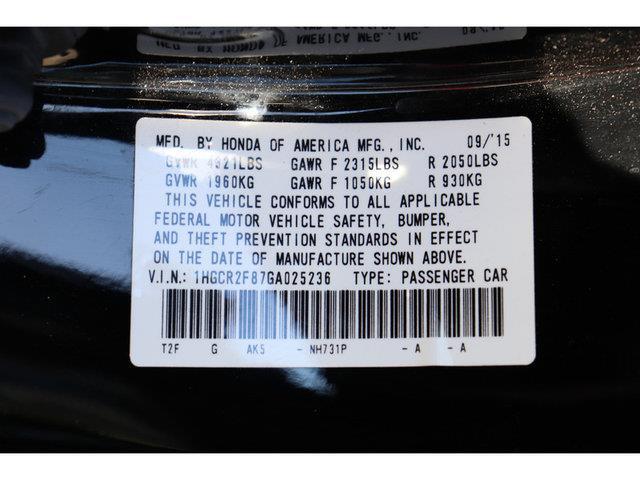 MFD. BY HONDA OF AMERICA MFG., INC. 09/'15
GVWR 4321LBS GAWR F 2315LBS R 2050LBS
GVWR 1960KG GAWR F 1050KG R 930KG
THIS VEHICLE CONFORMS TO ALL APPLICABLE
FEDERAL MOTOR VEHICLE SAFETY, BUMPER,
AND THEFT PREVENTION STANDARDS IN EFFECT
ON THE DATE OF MANUFACTURE SHOWN ABOVE.
V.I.N.: 1HGCR2F87GA025236 TYPE: PASSENGER CAR
T2F G AK5 - NH731P - A - A